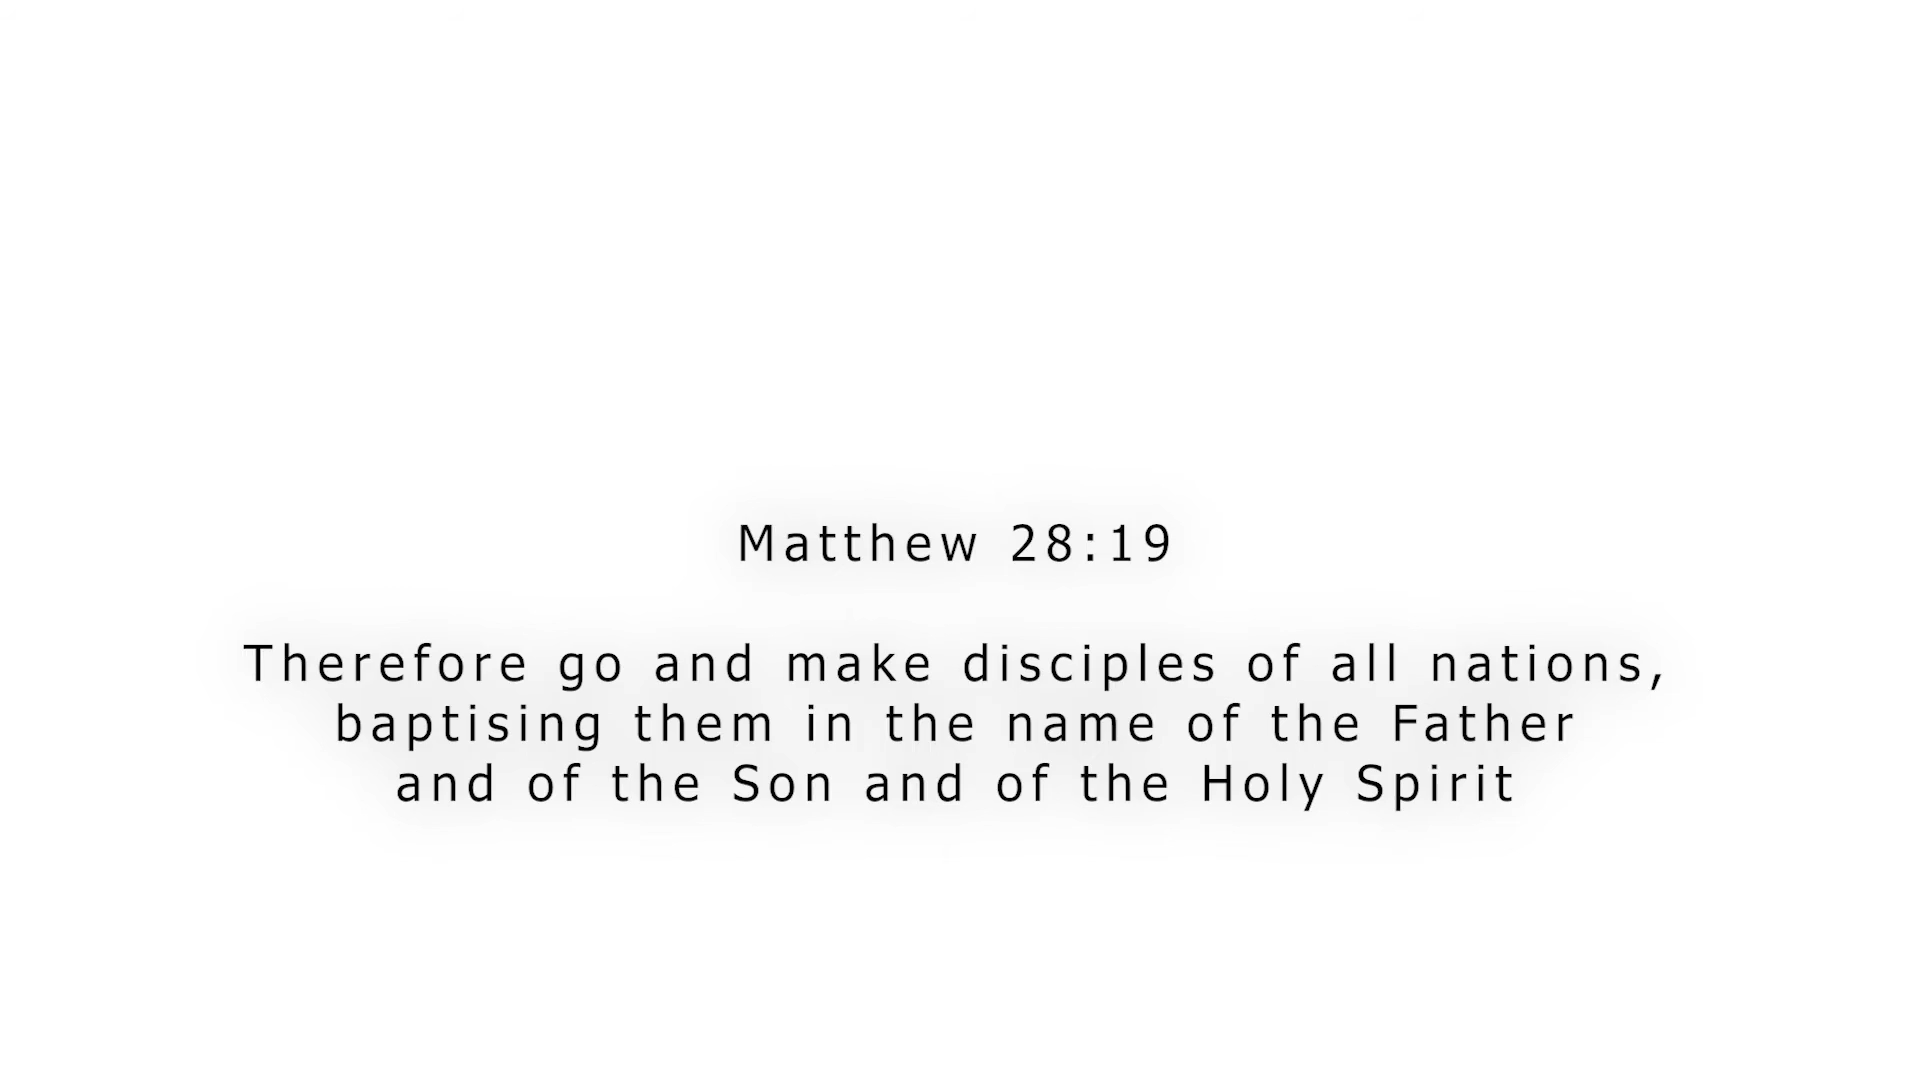 Matthew 28:19
Therefore go and make disciples of all nations,
baptising them in the name of the Father
and of the Son and of the Holy Spirit